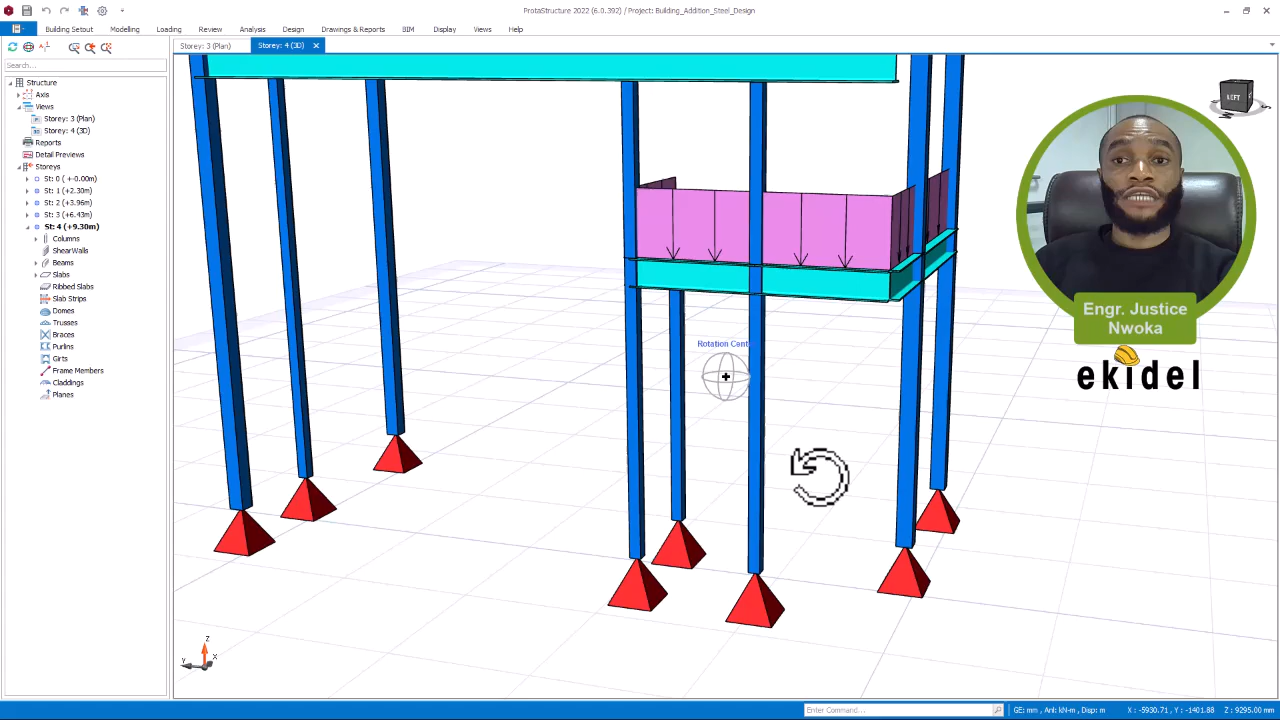 ProtaStructure 2022 (6.0.392) / Project: Building_Addition_Steel_Design
Building Setout Modelling Loading Review Analysis Design Drawings & Reports BIM Display Views Help
Storey: 3 (Plan) Storey: 4 (3D)
Search...
Structure
Axis
Views
Storey: 3 (Plan)
Storey: 4 (3D)
Reports
Detail Previews
Storeys
St: 0 ( +-0.00m)
St: 1 (+2.30m)
St: 2 (+3.96m)
St: 3 (+6.43m)
St: 4 (+9.30m)
Columns
ShearWalls
Beams
Slabs
Ribbed Slabs
Slab Strips
Domes
Trusses
Braces
Purlins
Girts
Frame Members
Claddings
Planes
LEFT
Rotation Cent
Engr. Justice
Nwoka
ekidel
Z
Y
X
Enter Command...
GE: mm , Anl: kN-m , Disp: m
X : -5930.71 , Y : -1401.88
Z : 9295.00 mm